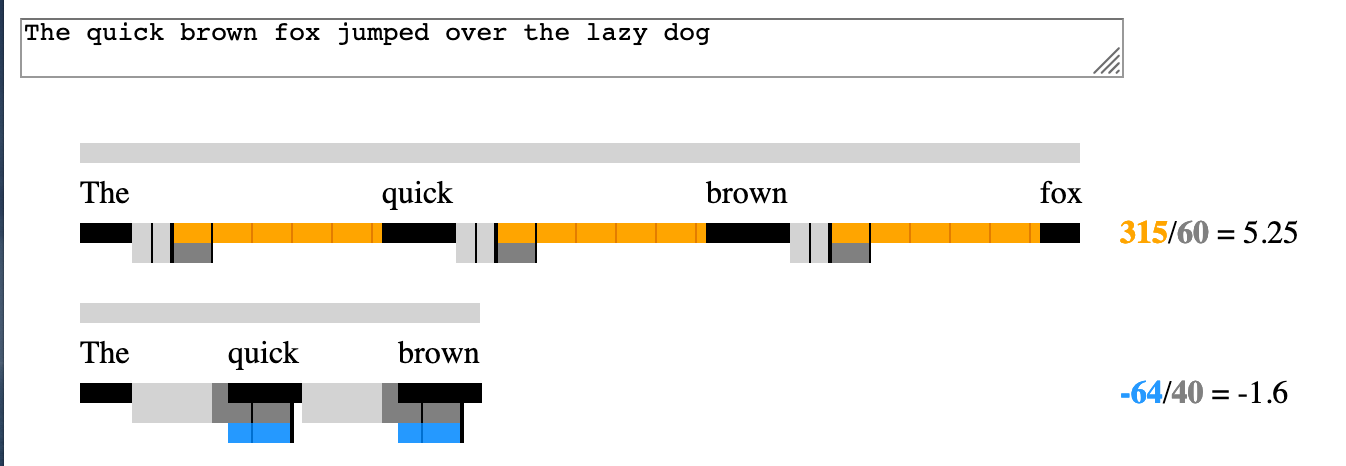 The quick brown fox jumped over the lazy dog
The quick brown fox
315/60 = 5.25
The quick brown
-64/40 = -1.6